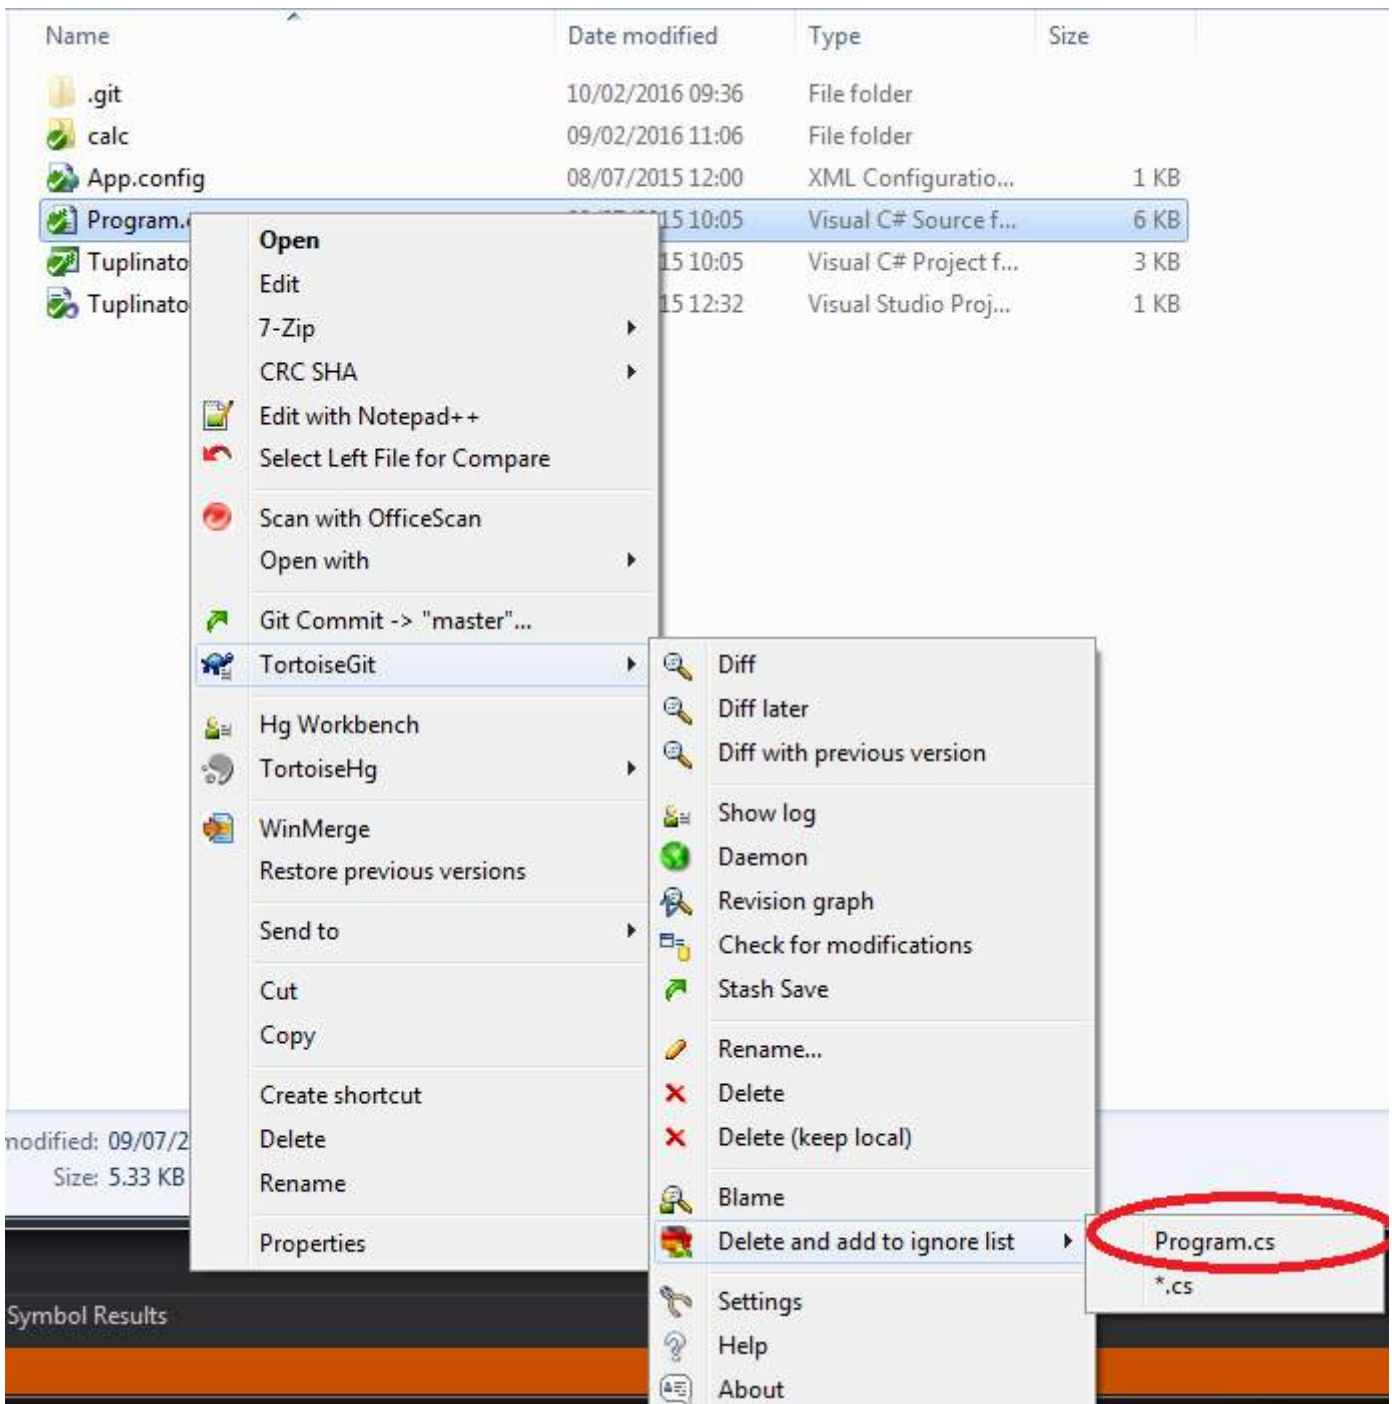 Name Date modified Type Size
.git 10/02/2016 09:36 File folder
calc 09/02/2016 11:06 File folder
App.config 08/07/2015 12:00 XML Configuratio... 1 KB
Program. 15 10:05 Visual C# Source f... 6 KB
Tuplinato 15 10:05 Visual C# Project f... 3 KB
Tuplinato 15 12:32 Visual Studio Proj... 1 KB
Open
Edit
7-Zip
CRC SHA
Edit with Notepad++
Select Left File for Compare
Scan with OfficeScan
Open with
Git Commit -> "master"...
TortoiseGit
Hg Workbench
TortoiseHg
WinMerge
Restore previous versions
Send to
Cut
Copy
Create shortcut
Delete
Rename
Properties
Diff
Diff later
Diff with previous version
Show log
Daemon
Revision graph
Check for modifications
Stash Save
Rename...
Delete
Delete (keep local)
Blame
Delete and add to ignore list
Settings
Help
About
Program.cs
*.cs
modified: 09/07/2
Size: 5.33 KB
Symbol Results